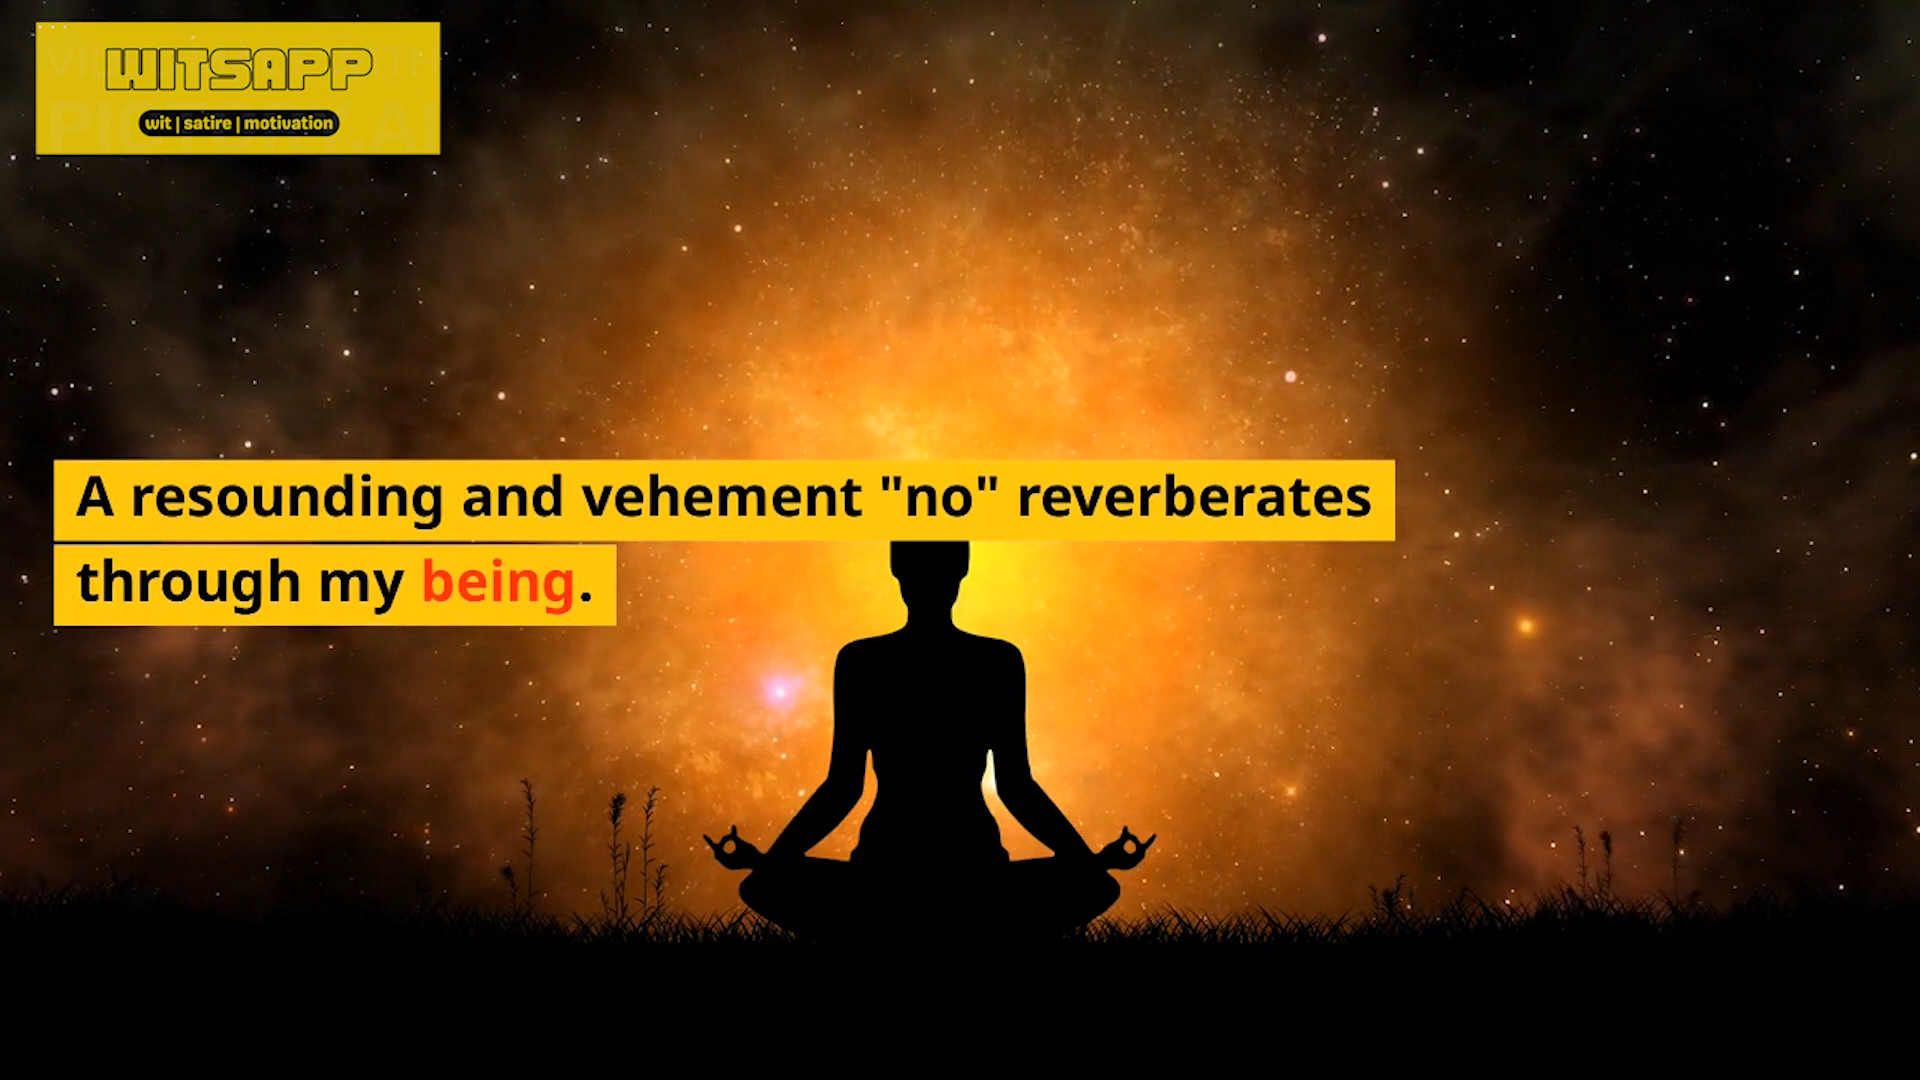 WITSAPP
wit | satire | motivation
A resounding and vehement "no" reverberates
through my being.